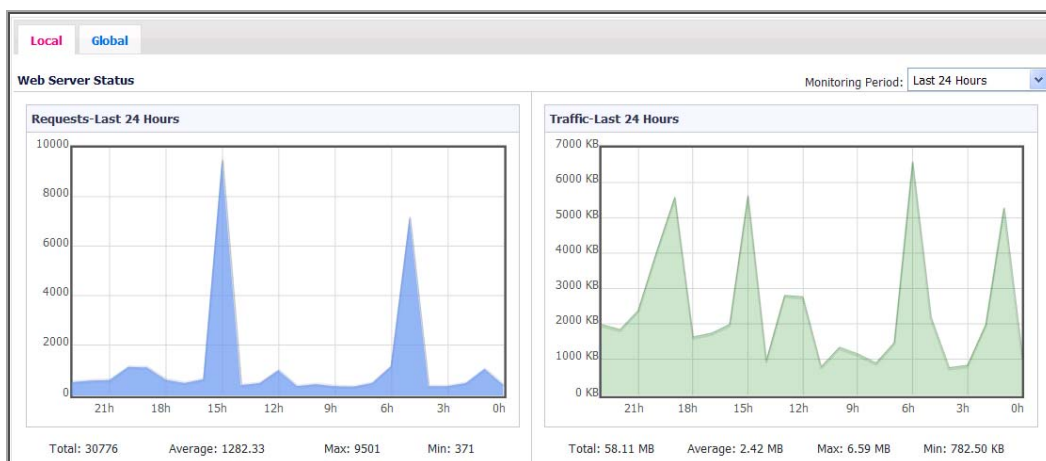 Local Global
Web Server Status
Monitoring Period: Last 24 Hours
Requests-Last 24 Hours
10000
8000
6000
4000
2000
0
21h 18h 15h 12h 9h 6h 3h 0h
Total: 30776 Average: 1282.33 Max: 9501 Min: 371
Traffic-Last 24 Hours
7000 KB
6000 KB
5000 KB
4000 KB
3000 KB
2000 KB
1000 KB
0 KB
21h 18h 15h 12h 9h 6h 3h 0h
Total: 58.11 MB Average: 2.42 MB Max: 6.59 MB Min: 782.50 KB